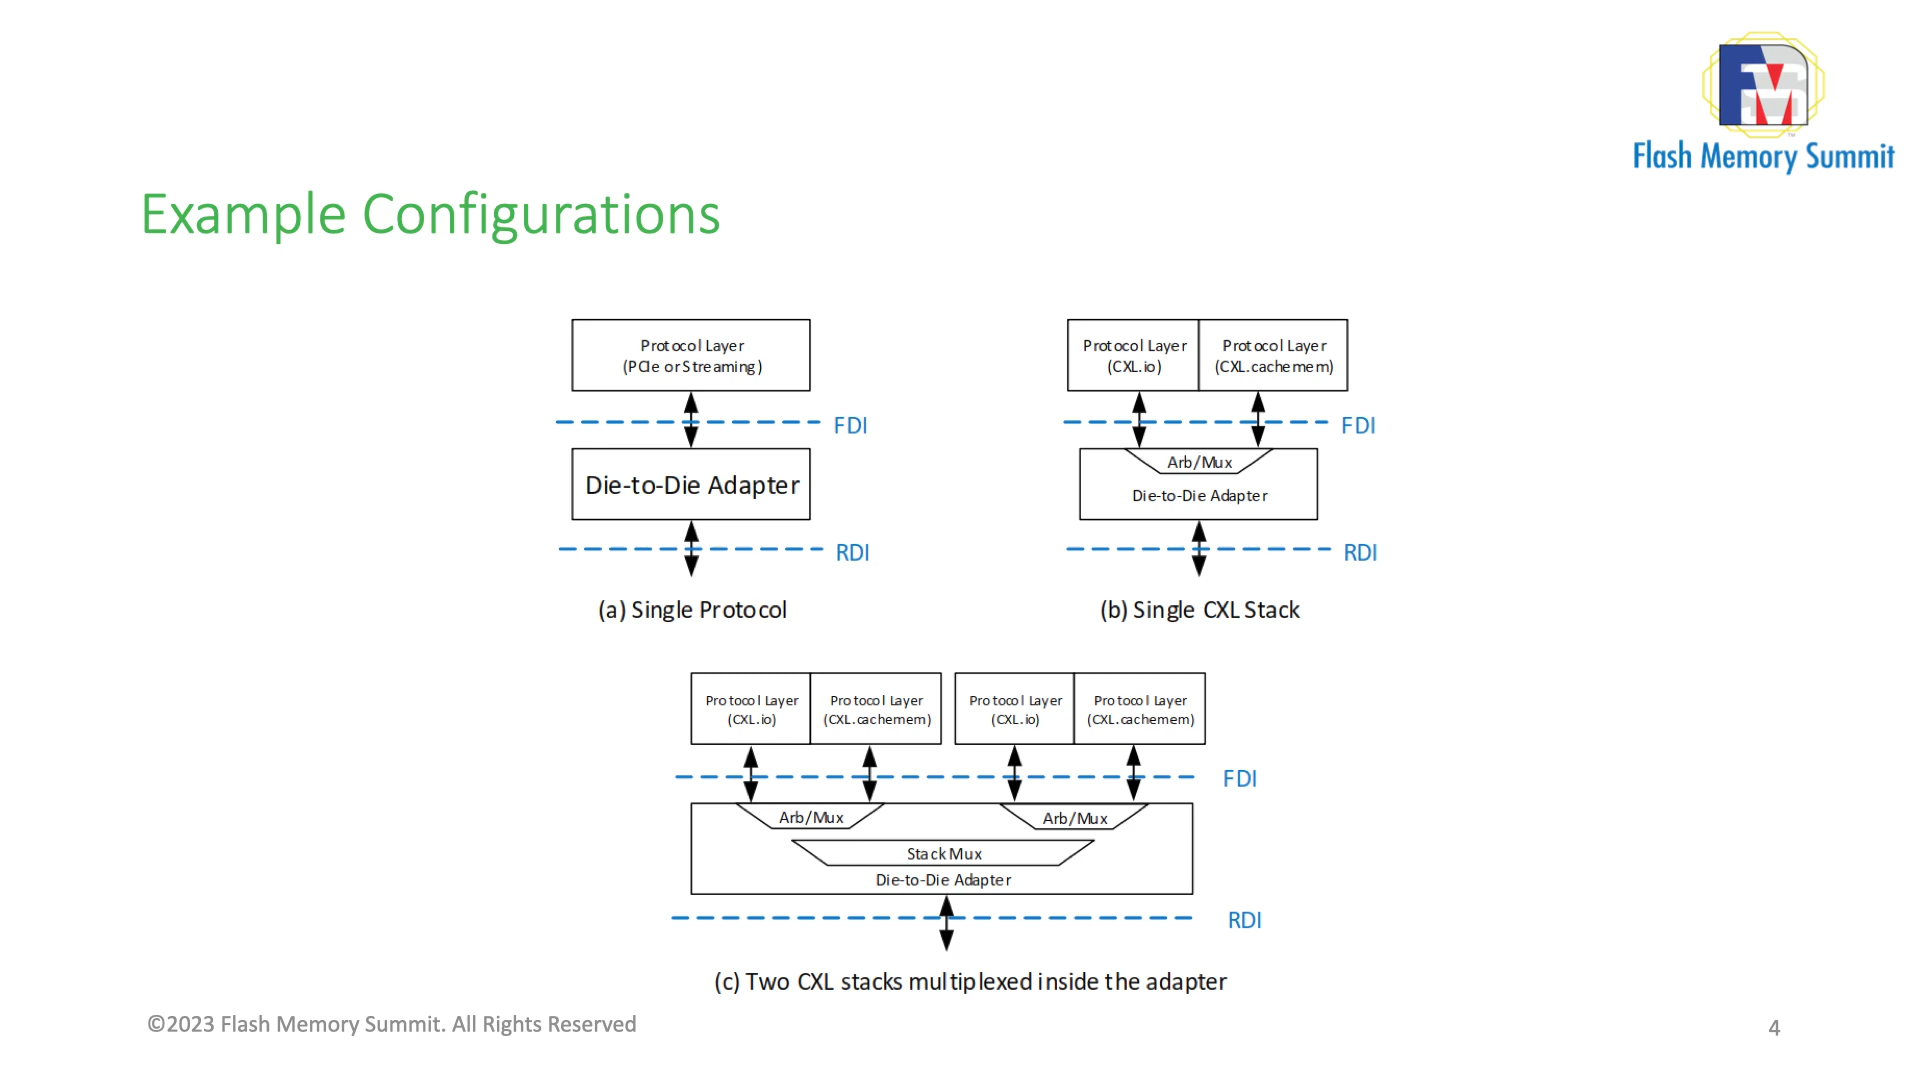 Flash Memory Summit
Example Configurations
Protocol Layer
(PCIe or Streaming)
FDI
Die-to-Die Adapter
RDI
(a) Single Protocol
Protocol Layer
(CXL.io)
Protocol Layer
(CXL.cachemem)
FDI
Arb/Mux
Die-to-Die Adapter
RDI
(b) Single CXL Stack
Protocol Layer
(CXL.io)
Protocol Layer
(CXL.cachemem)
Protocol Layer
(CXL.io)
Protocol Layer
(CXL.cachemem)
FDI
Arb/Mux
Arb/Mux
Stack Mux
Die-to-Die Adapter
RDI
(c) Two CXL stacks multiplexed inside the adapter
©2023 Flash Memory Summit. All Rights Reserved
4